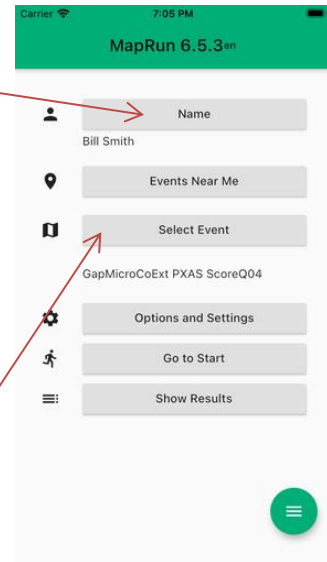 Carrier 7:05 PM
MapRun 6.5.3en
Name
Bill Smith
Events Near Me
Select Event
GapMicroCoExt PXAS ScoreQ04
Options and Settings
Go to Start
Show Results